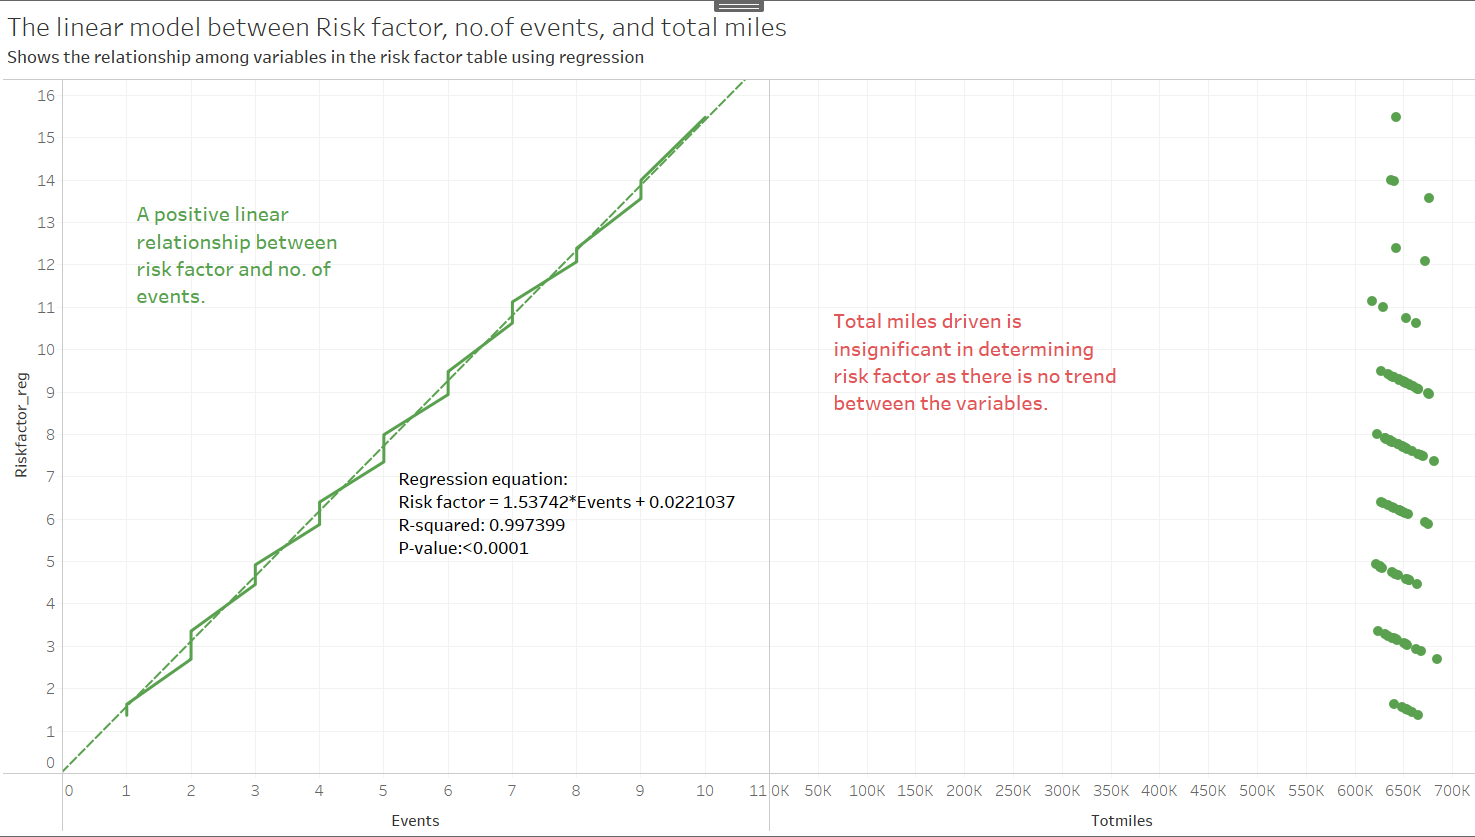 The linear model between Risk factor, no.of events, and total miles
Shows the relationship among variables in the risk factor table using regression
16
15
14
13
12
11
10
9
8
7
6
5
4
3
2
1
0
Riskfactor_reg
A positive linear
relationship between
risk factor and no. of
events.
Regression equation:
Risk factor = 1.53742*Events + 0.0221037
R-squared: 0.997399
P-value:<0.0001
Total miles driven is
insignificant in determining
risk factor as there is no trend
between the variables.
0 1 2 3 4 5 6 7 8 9 10 11
Events
0K 50K 100K 150K 200K 250K 300K 350K 400K 450K 500K 550K 600K 650K 700K
Totmiles